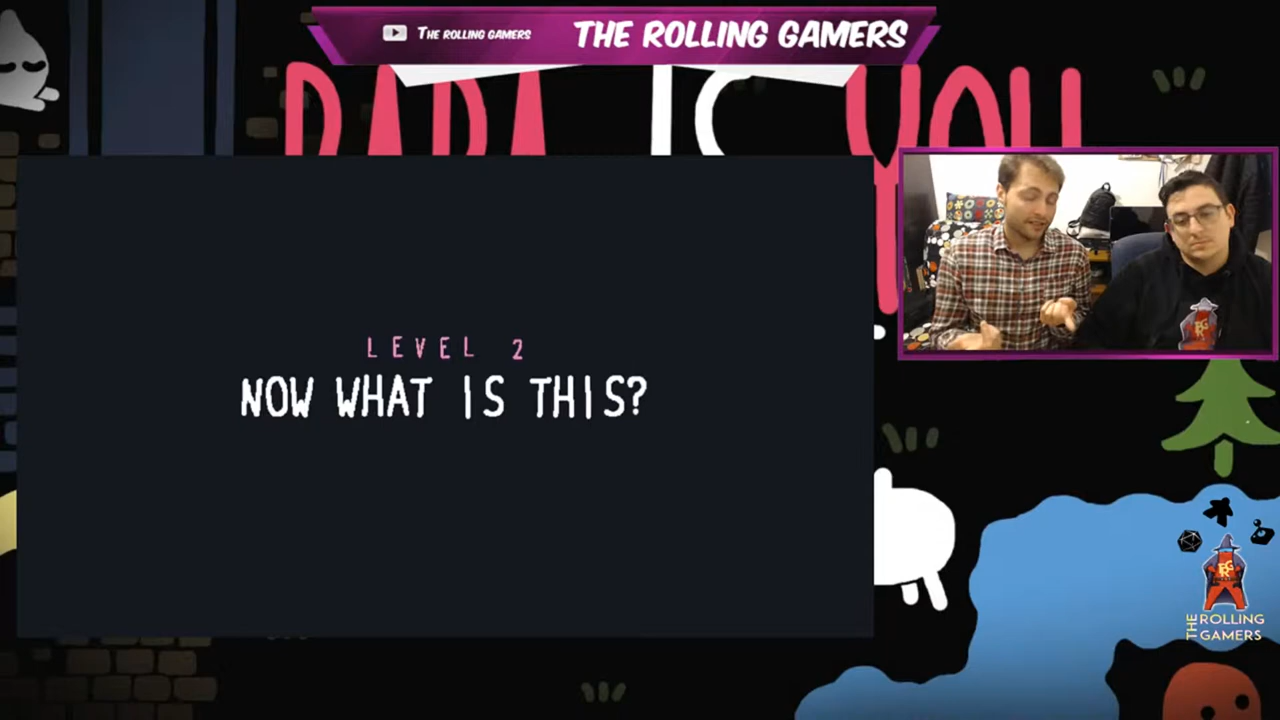 THE ROLLING GAMERS
THE ROLLING GAMERS
BABA IS YOU
LEVEL 2
NOW WHAT IS THIS?
THE ROLLING
GAMERS